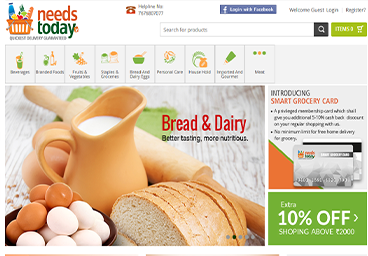 needs
today
QUICKEST DELIVERY GUARANTEED
Helpline No
7676807077
Login with Facebook
Welcome Guest Login Register?
Search for products
ITEMS 0
Beverages
Branded Foods
Fruits &
Vegetables
Staples &
Groceries
Bread And
Dairy Eggs
Personal Care
House Hold
Imported And
Gourmet
Meat
Bread & Dairy
Better tasting, more nutritious.
INTRODUCING
SMART GROCERY CARD
A privileged membership card which shall
give you additional 5-10% cash back discount
on your regular shopping with us.
No minimum limit for free home delivery
for grocery.
Extra
10% OFF >
SHOPING ABOVE ₹2000